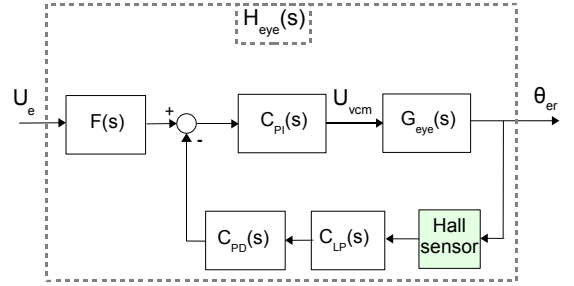 H_eye(s)
U_e
F(s)
+
-
C_PI(s)
U_vcm
G_eye(s)
θ_er
C_PD(s)
C_LP(s)
Hall
sensor